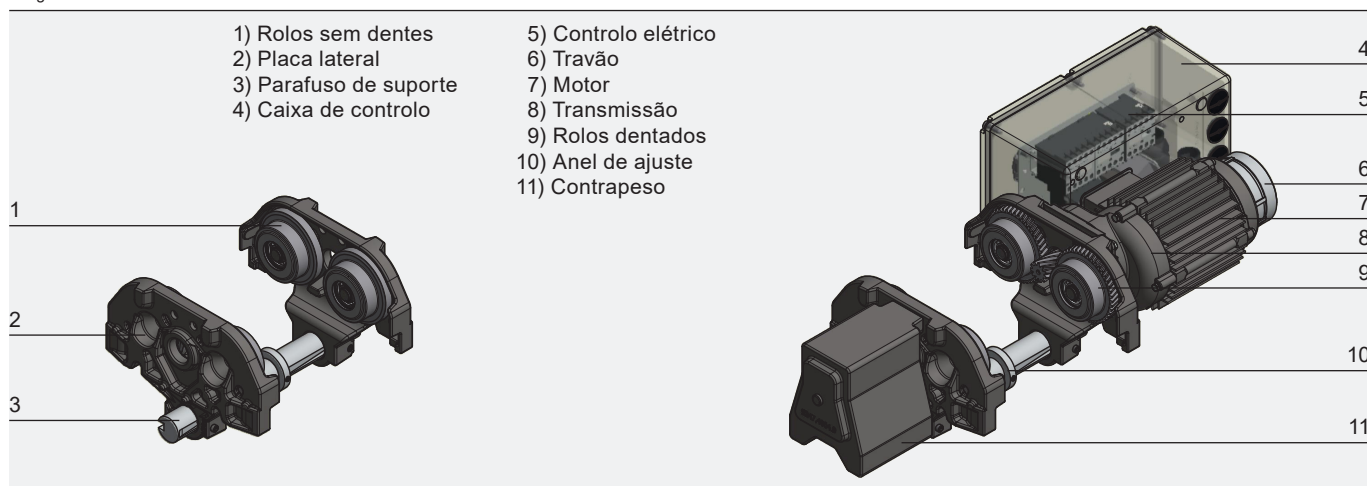 1) Rolos sem dentes
2) Placa lateral
3) Parafuso de suporte
4) Caixa de controlo
5) Controlo elétrico
6) Travão
7) Motor
8) Transmissão
9) Rolos dentados
10) Anel de ajuste
11) Contrapeso
1
2
3
4
5
6
7
8
9
10
11